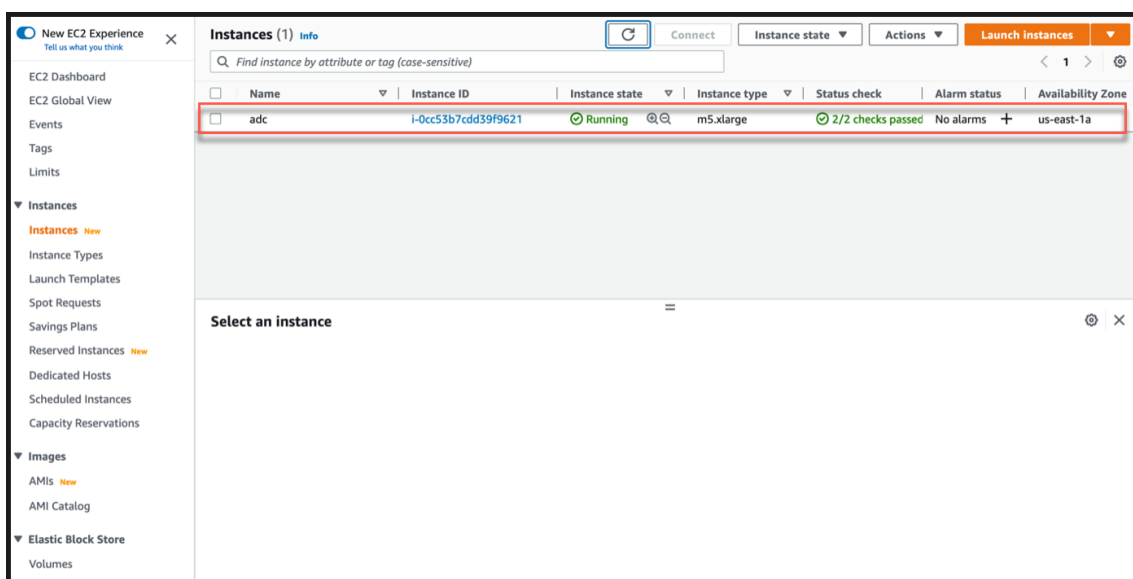 New EC2 Experience
Tell us what you think
EC2 Dashboard
EC2 Global View
Events
Tags
Limits
Instances
Instances New
Instance Types
Launch Templates
Spot Requests
Savings Plans
Reserved Instances New
Dedicated Hosts
Scheduled Instances
Capacity Reservations
Images
AMIs New
AMI Catalog
Elastic Block Store
Volumes
Instances (1) Info
Connect
Instance state
Actions
Launch instances
Find instance by attribute or tag (case-sensitive)
1
Name Instance ID Instance state Instance type Status check Alarm status Availability Zone
adc i-0cc53b7cdd39f9621 Running m5.xlarge 2/2 checks passed No alarms + us-east-1a
Select an instance